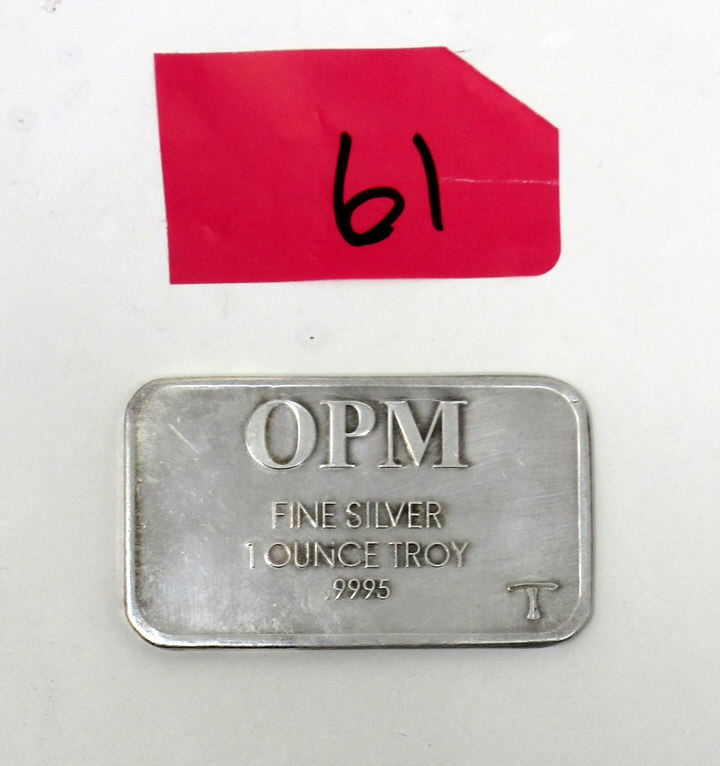 61
OPM
FINE SILVER
1 OUNCE TROY
.9995
T